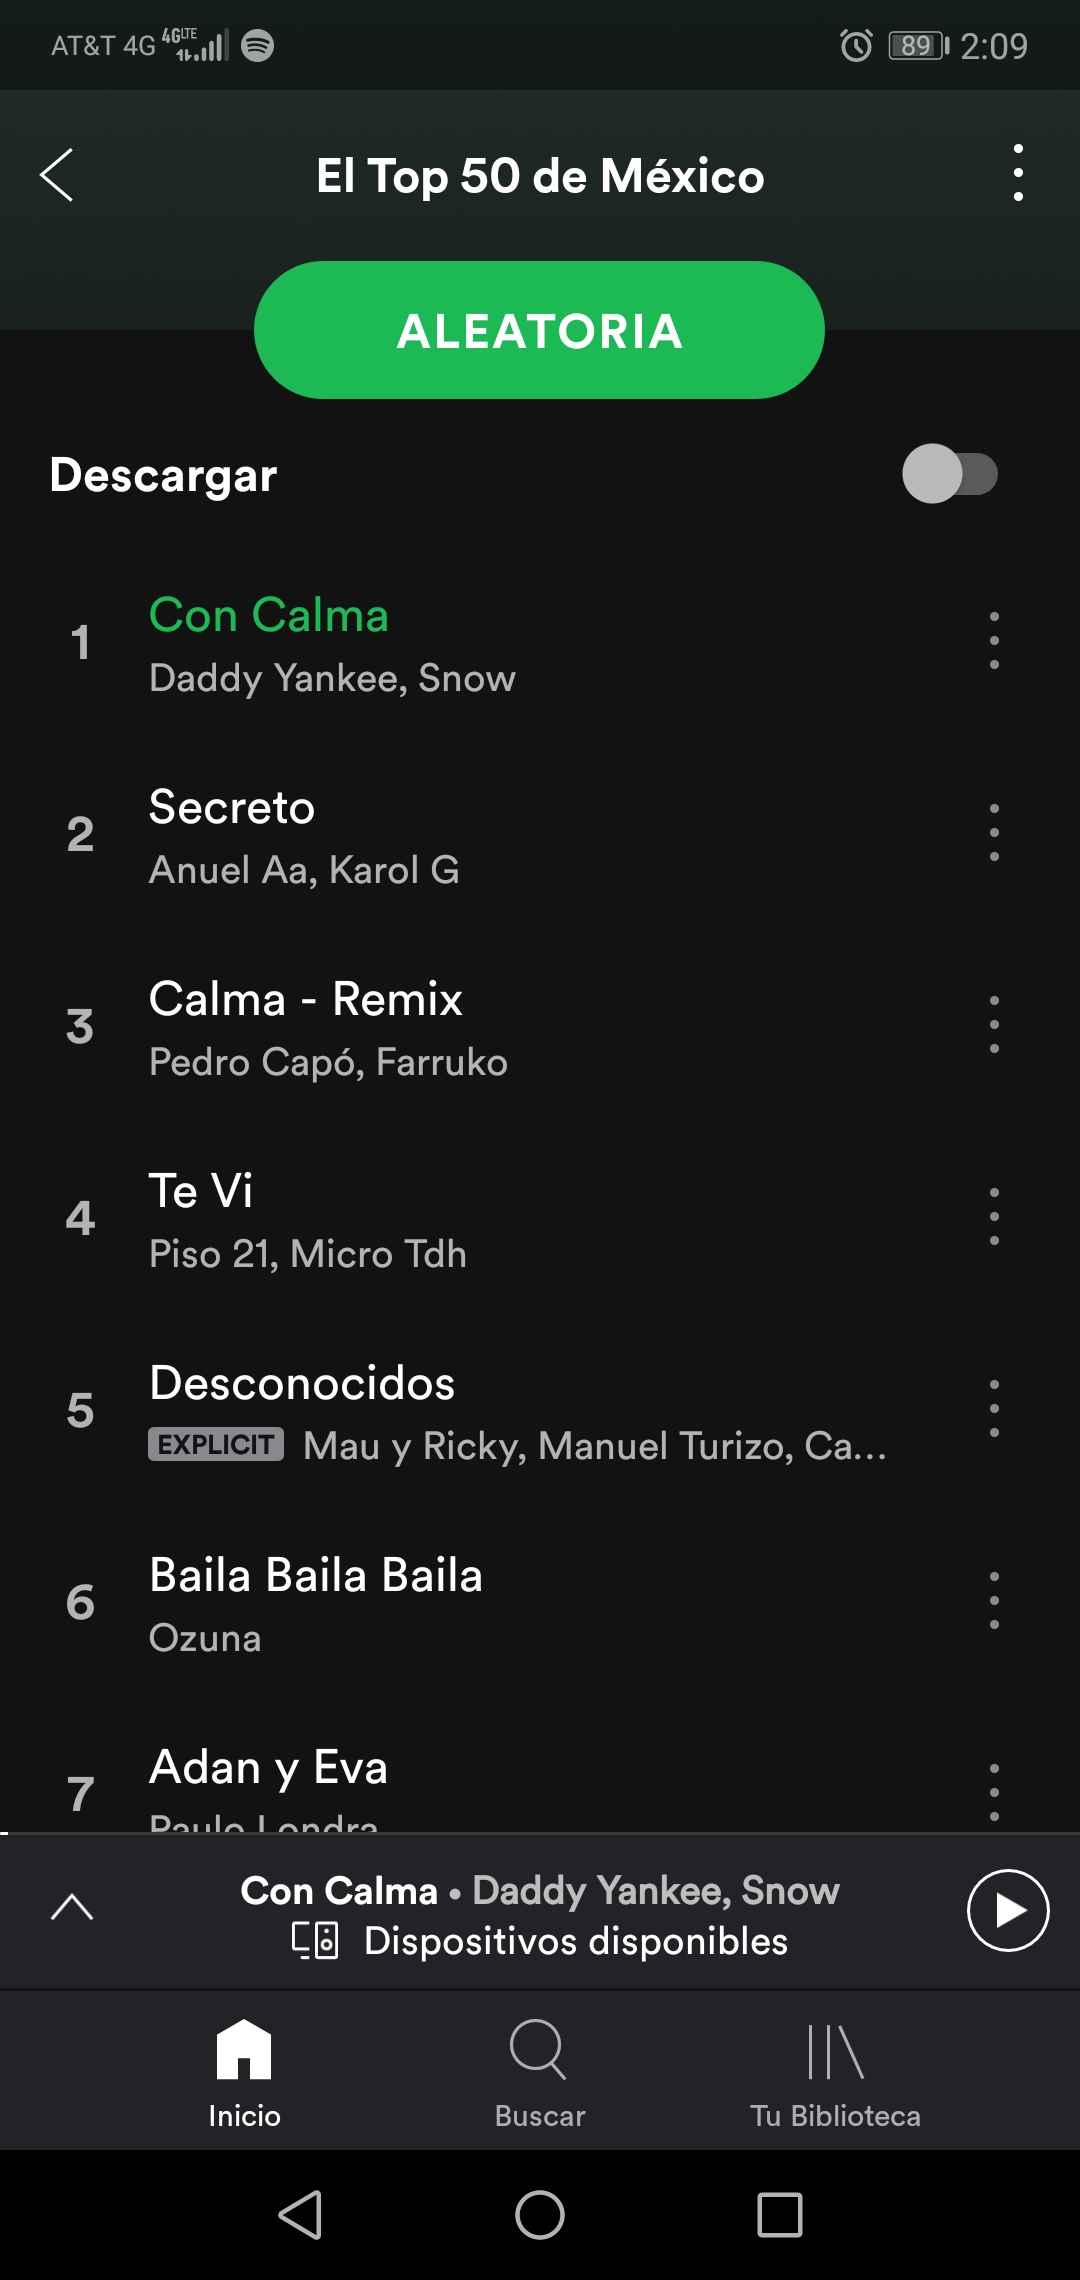 AT&T 4G 4GLTE 89 2:09
El Top 50 de México
ALEATORIA
Descargar
1 Con Calma
Daddy Yankee, Snow
2 Secreto
Anuel Aa, Karol G
3 Calma - Remix
Pedro Capó, Farruko
4 Te Vi
Piso 21, Micro Tdh
5 Desconocidos
EXPLICIT Mau y Ricky, Manuel Turizo, Ca...
6 Baila Baila Baila
Ozuna
7 Adan y Eva
Paulo Londra
Con Calma • Daddy Yankee, Snow
Dispositivos disponibles
Inicio Buscar Tu Biblioteca